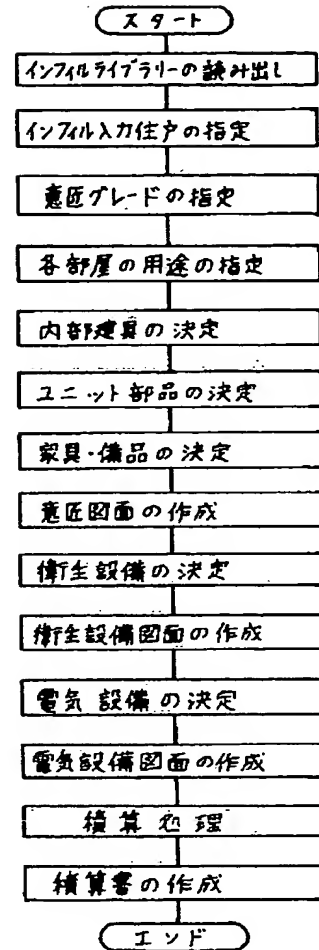 スタート
インフィルライブラリーの読み出し
インフィル入力住戸の指定
意匠グレードの指定
各部屋の用途の指定
内部建具の決定
ユニット部品の決定
家具・備品の決定
意匠図面の作成
衛生設備の決定
衛生設備図面の作成
電気設備の決定
電気設備図面の作成
積算処理
積算書の作成
エンド